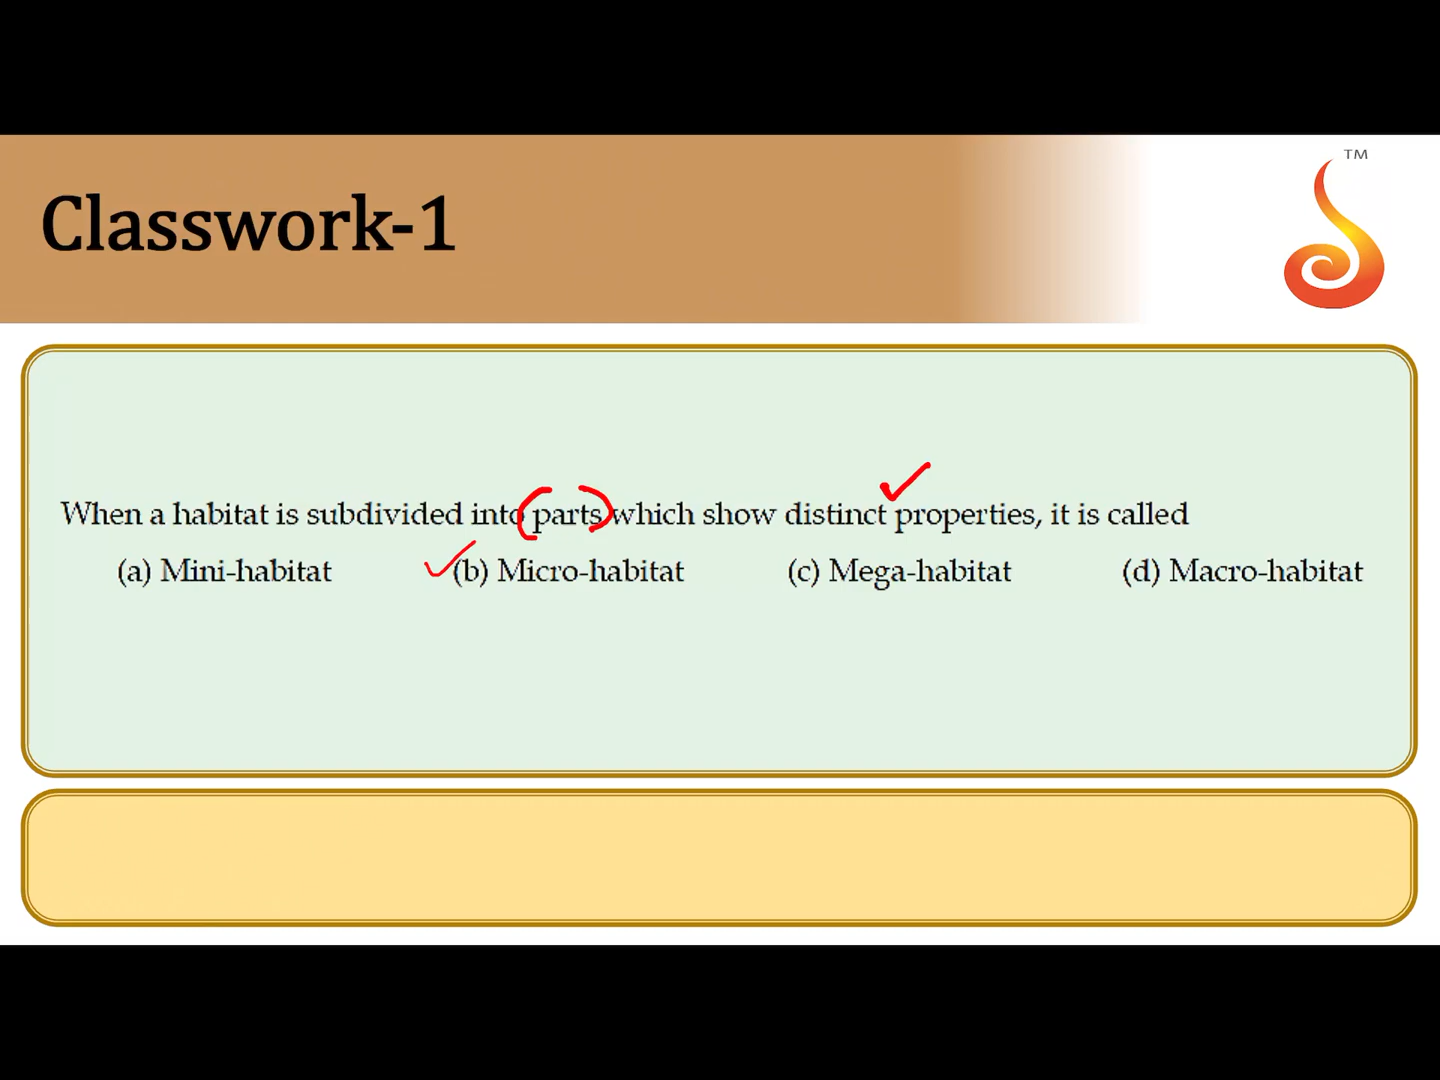 Classwork-1
TM
When a habitat is subdivided into parts which show distinct properties, it is called
(a) Mini-habitat (b) Micro-habitat (c) Mega-habitat (d) Macro-habitat